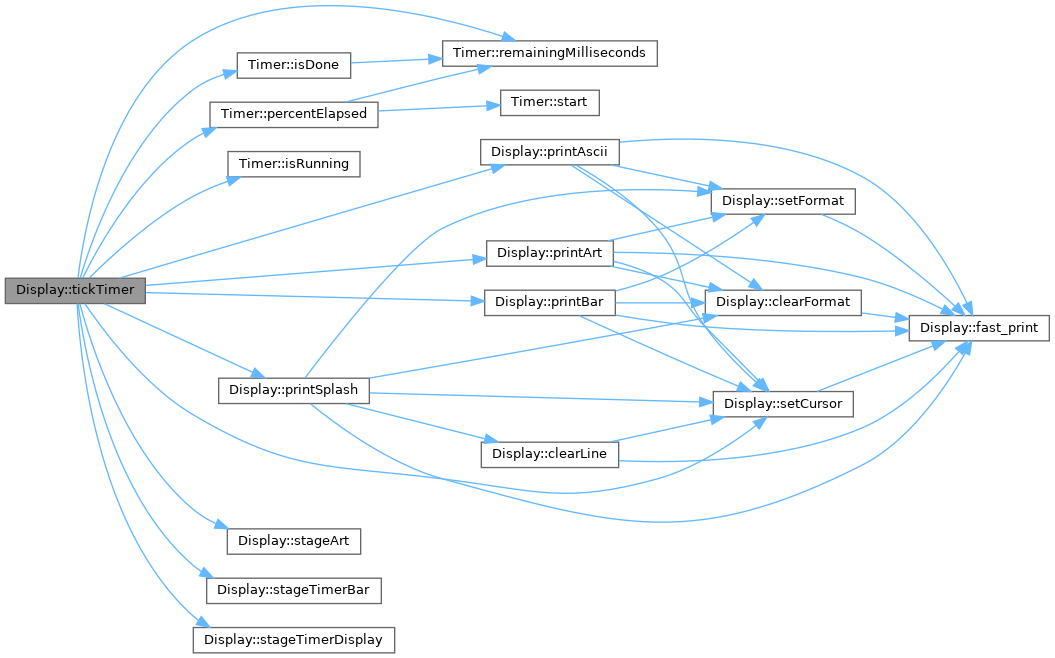 Timer::remainingMilliseconds
Timer::isDone
Timer::start
Timer::percentElapsed
Display::printAscii
Timer::isRunning
Display::setFormat
Display::printArt
Display::tickTimer
Display::printBar
Display::clearFormat
Display::fast_print
Display::printSplash
Display::setCursor
Display::clearLine
Display::stageArt
Display::stageTimerBar
Display::stageTimerDisplay